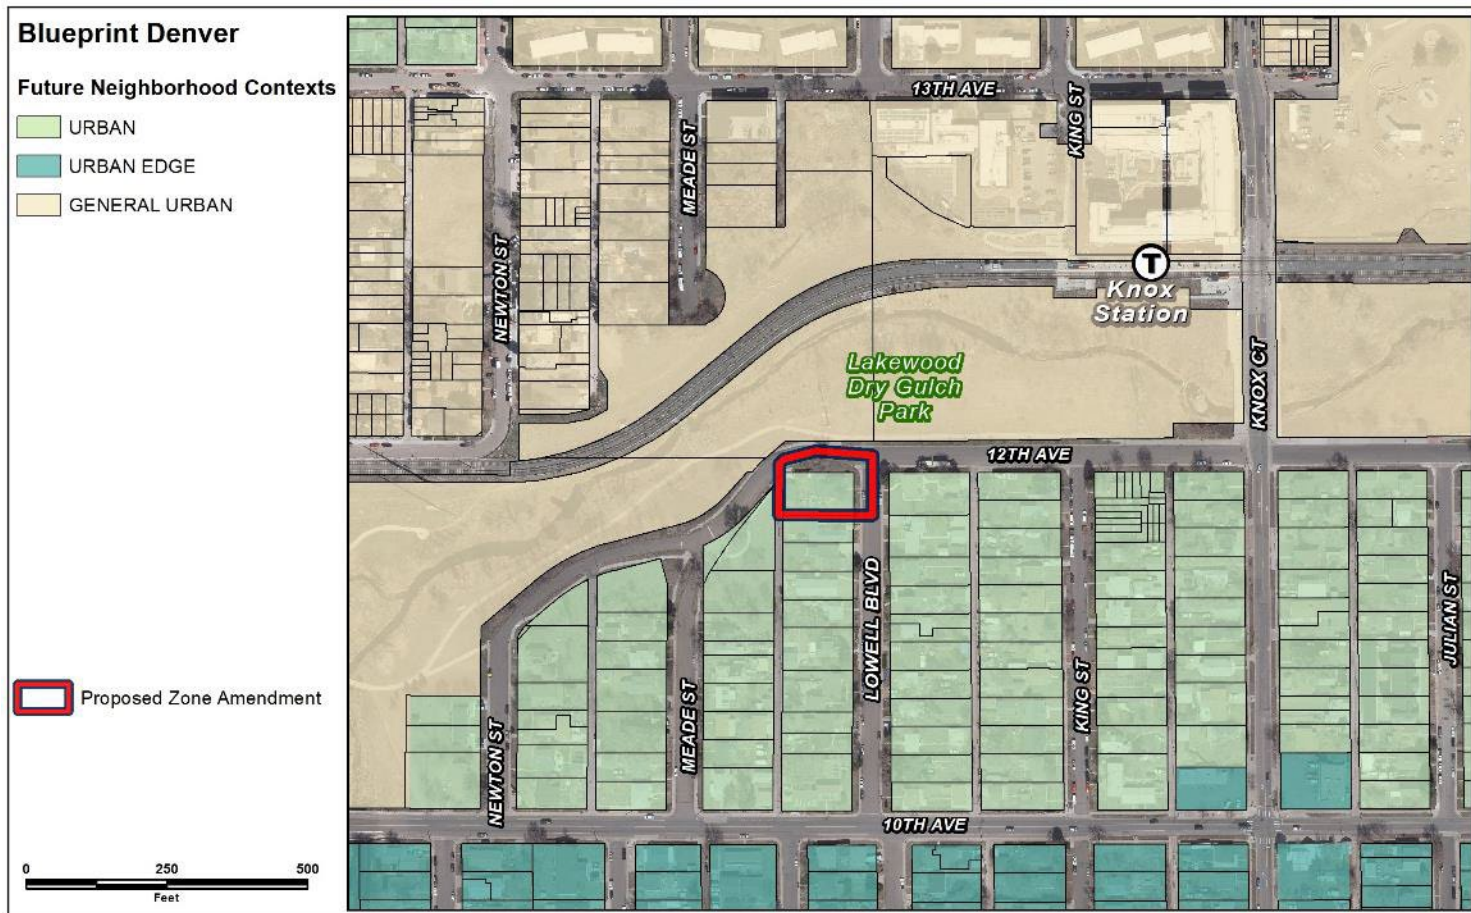 Blueprint Denver
Future Neighborhood Contexts
URBAN
URBAN EDGE
GENERAL URBAN
Proposed Zone Amendment
0 250 500
Feet
13TH AVE
KING ST
MEADE ST
NEWTON ST
T
Knox
Station
KNOX CT
Lakewood
Dry Gulch
Park
12TH AVE
LOWELL BLVD
JULIAN ST
KING ST
MEADE ST
NEWTON ST
10TH AVE